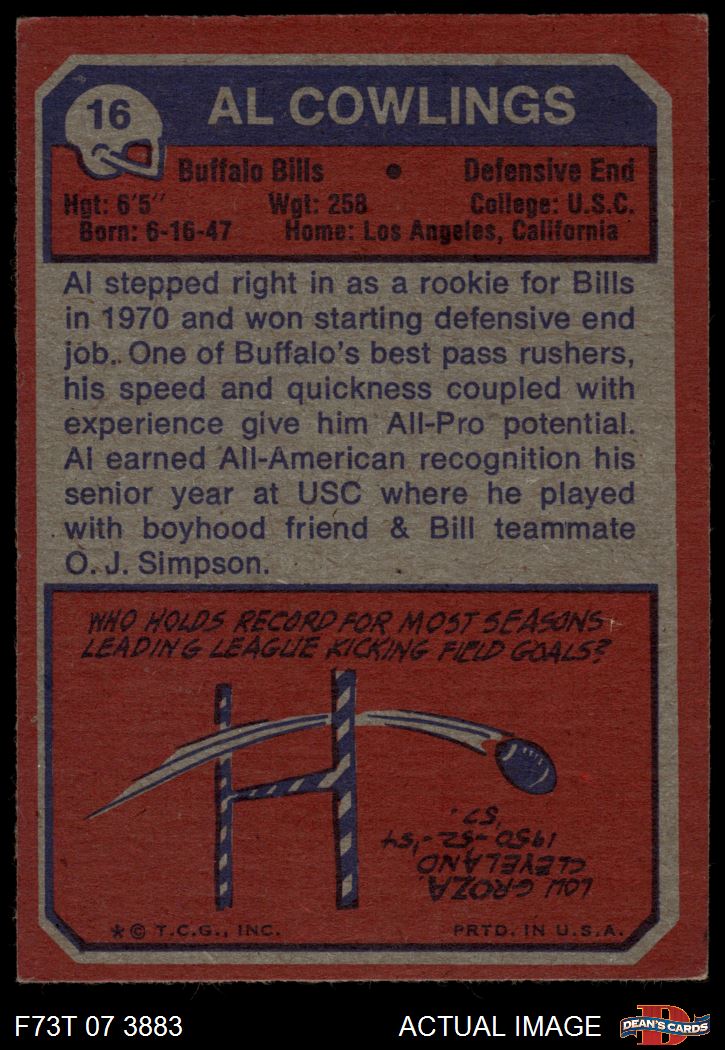 16
AL COWLINGS
Buffalo Bills • Defensive End
Hgt: 6'5" Wgt: 258 College: U.S.C.
Born: 6-16-47 Home: Los Angeles, California
Al stepped right in as a rookie for Bills
in 1970 and won starting defensive end
job. One of Buffalo's best pass rushers,
his speed and quickness coupled with
experience give him All-Pro potential.
Al earned All-American recognition his
senior year at USC where he played
with boyhood friend & Bill teammate
O. J. Simpson.
WHO HOLDS RECORD FOR MOST SEASONS
LEADING LEAGUE KICKING FIELD GOALS?
LOU GROZA,
CLEVELAND
1950-52-'54
'57.
* © T.C.G., INC. PRTD. IN U.S.A.
F73T 07 3883 ACTUAL IMAGE
D
DEAN'S CARDS